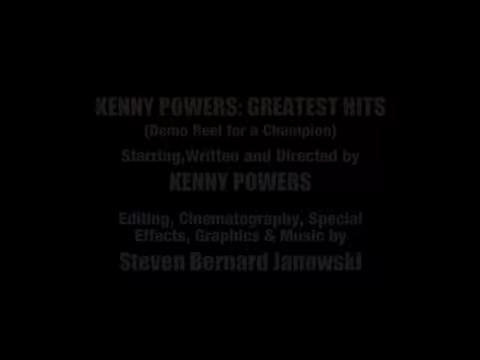 KENNY POWERS: GREATEST HITS
(Demo Reel for a Champion)
Starring,Written and Directed by
KENNY POWERS
Editing, Cinematography, Special
Effects, Graphics & Music by
Steven Bernard Janowski